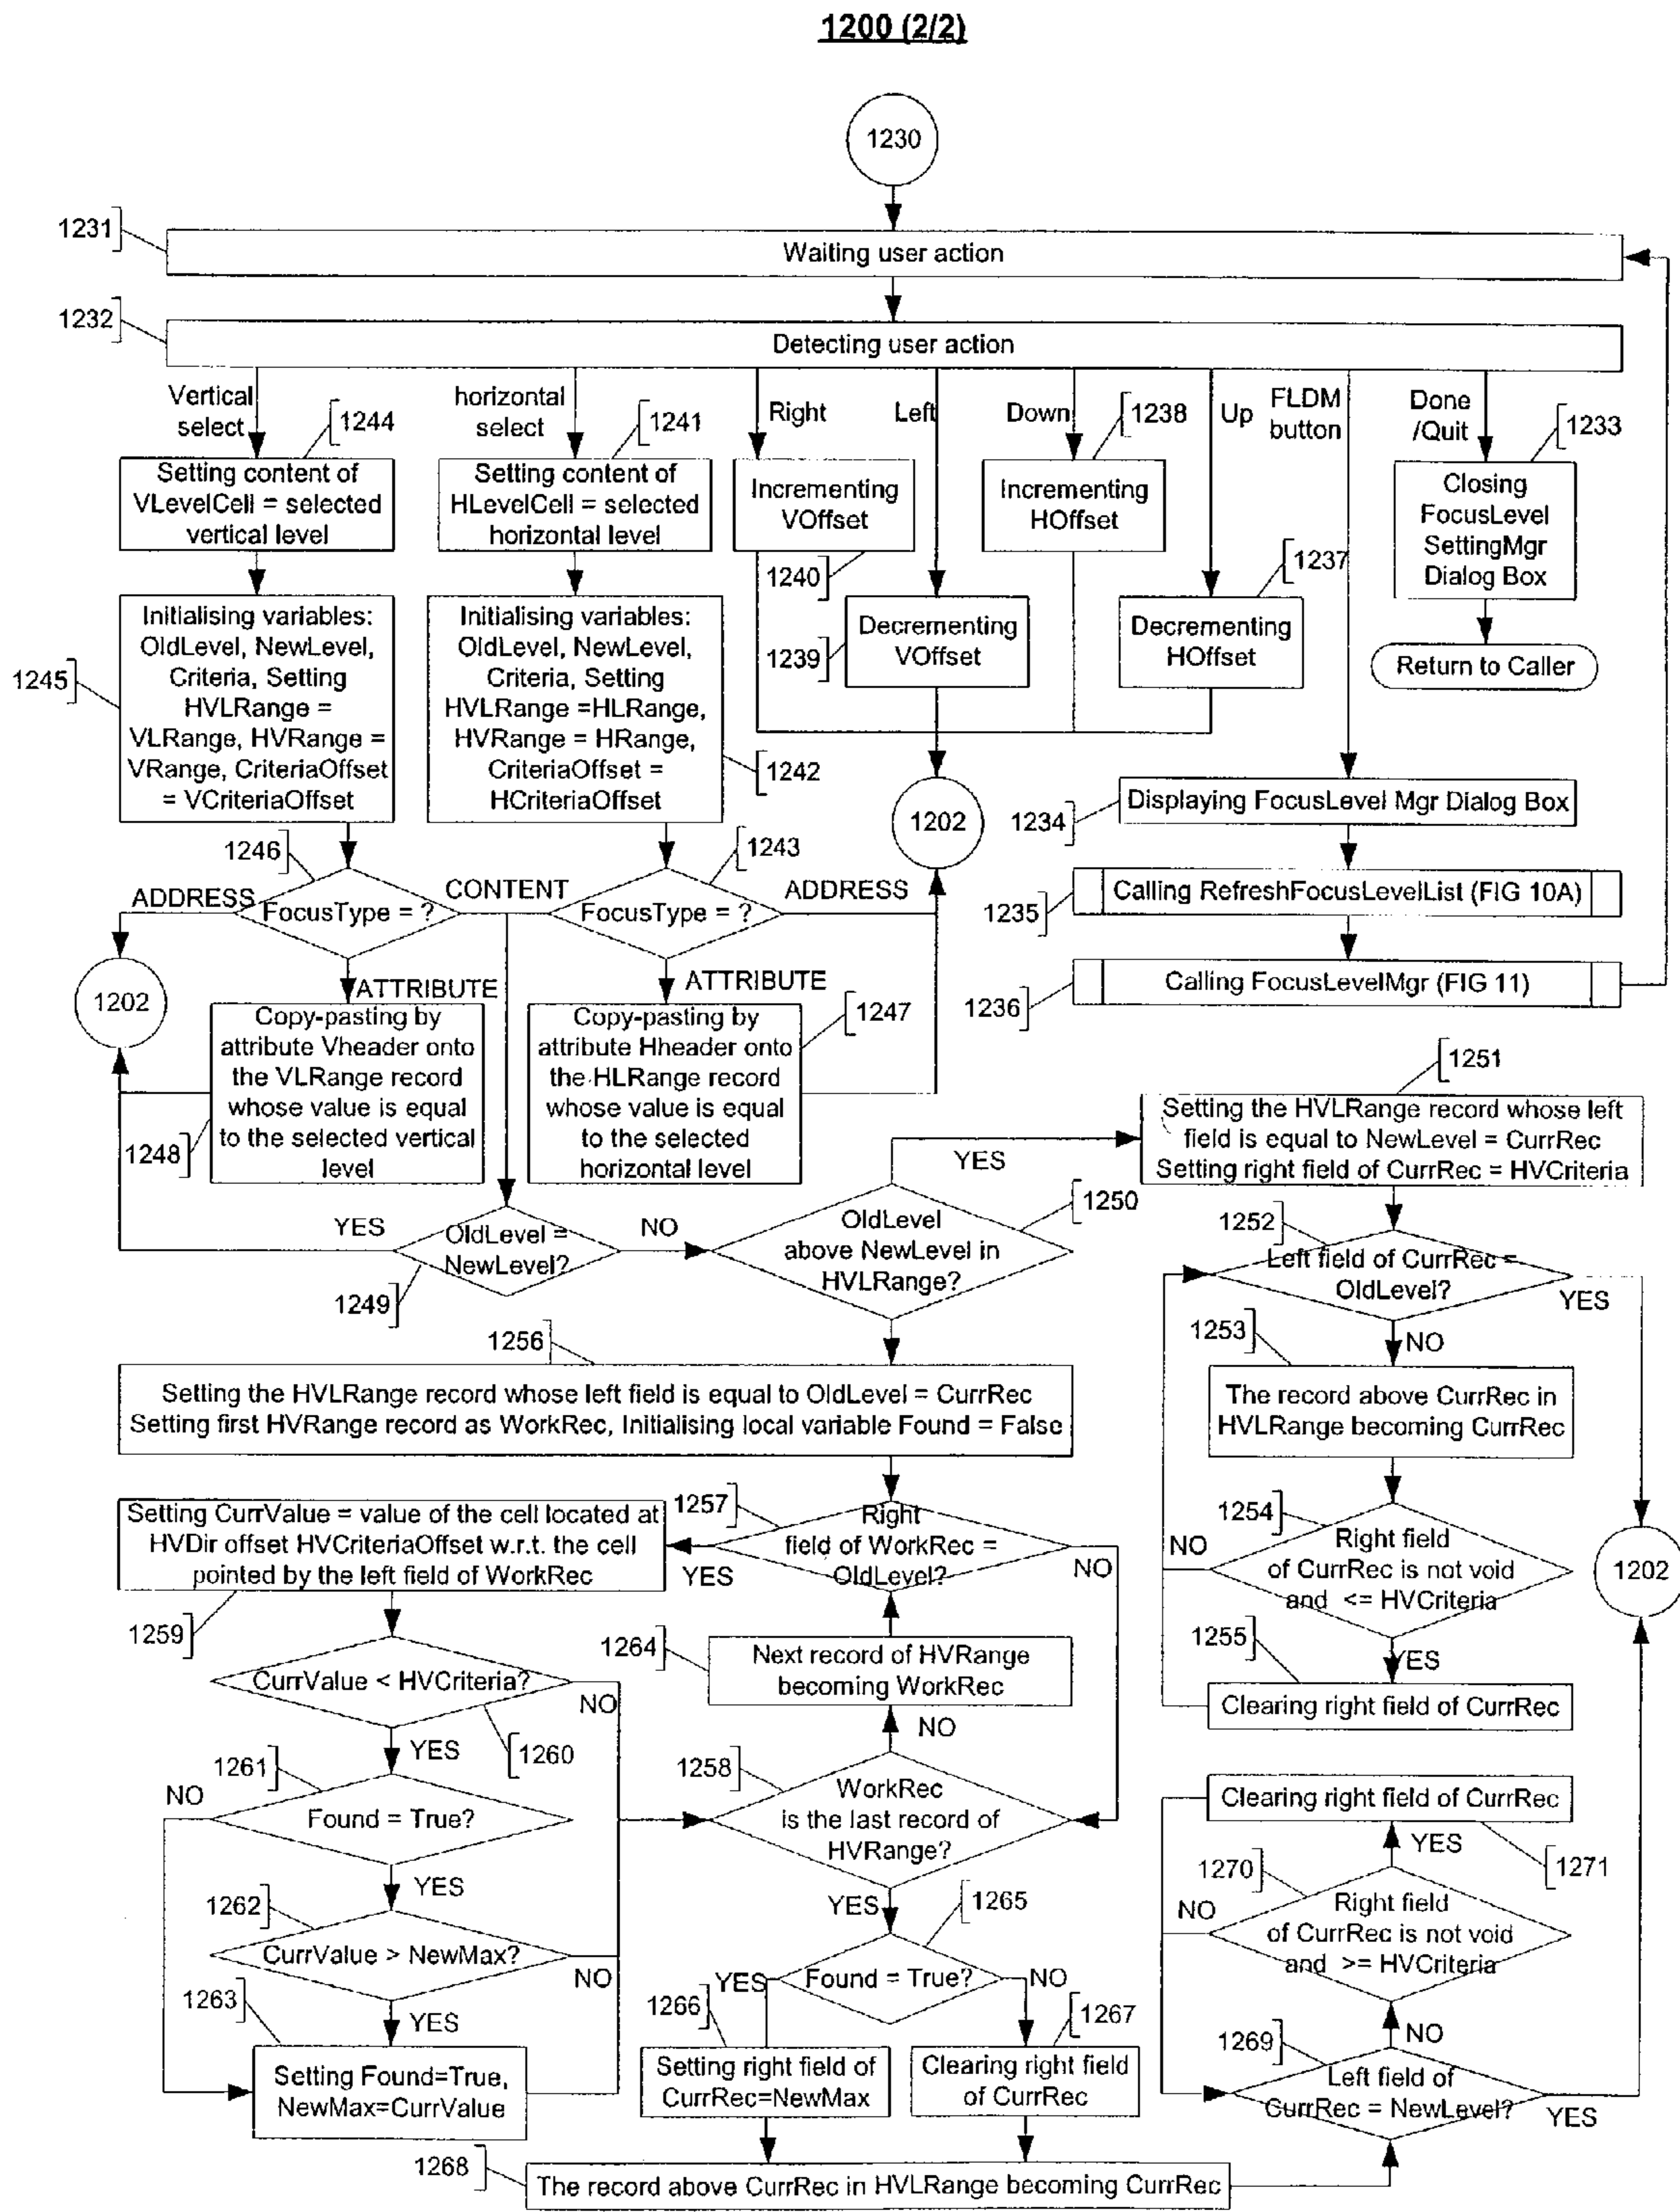 1200 (2/2)
1230
1231
Waiting user action
1232
Detecting user action
Vertical
select
1244
horizontal
select
1241
Right
Left
Down
1238
Up
FLDM
button
Done
/Quit
1233
Setting content of
VLevelCell = selected
vertical level
Setting content of
HLevelCell = selected
horizontal level
Incrementing
VOffset
Incrementing
HOffset
Closing
FocusLevel
SettingMgr
Dialog Box
1240
1237
1245
Initialising variables:
OldLevel, NewLevel,
Criteria, Setting
HVLRange =
VLRange, HVRange =
VRange, CriteriaOffset
= VCriteriaOffset
Initialising variables:
OldLevel, NewLevel,
Criteria, Setting
HVLRange =HLRange,
HVRange = HRange,
CriteriaOffset =
HCriteriaOffset
1242
1239
Decrementing
VOffset
Decrementing
HOffset
Return to Caller
1202
1234
Displaying FocusLevel Mgr Dialog Box
1246
1243
ADDRESS
FocusType = ?
CONTENT
FocusType = ?
ADDRESS
1235
Calling RefreshFocusLevelList (FIG 10A)
1202
ATTRIBUTE
ATTRIBUTE
1236
Calling FocusLevelMgr (FIG 11)
Copy-pasting by
attribute Vheader onto
the VLRange record
whose value is equal
to the selected vertical
level
1248
Copy-pasting by
attribute Hheader onto
the HLRange record
whose value is equal
to the selected
horizontal level
1247
1251
Setting the HVLRange record whose left
field is equal to NewLevel = CurrRec
Setting right field of CurrRec = HVCriteria
YES
YES
OldLevel =
NewLevel?
NO
1249
OldLevel
above NewLevel in
HVLRange?
1250
1252
Left field of CurrRec =
OldLevel?
YES
1253
NO
The record above CurrRec in
HVLRange becoming CurrRec
1256
Setting the HVLRange record whose left field is equal to OldLevel = CurrRec
Setting first HVRange record as WorkRec, Initialising local variable Found = False
1254
NO
Right field
of CurrRec is not void
and <= HVCriteria
1202
1255
YES
Clearing right field of CurrRec
Setting CurrValue = value of the cell located at
HVDir offset HVCriteriaOffset w.r.t. the cell
pointed by the left field of WorkRec
1257
Right
field of WorkRec =
OldLevel?
YES
NO
1259
1264
Next record of HVRange
becoming WorkRec
CurrValue < HVCriteria?
NO
NO
YES
1260
1258
WorkRec
is the last record of
HVRange?
1261
NO
Found = True?
YES
Clearing right field of CurrRec
YES
1271
1270
NO
Right field
of CurrRec is not void
and >= HVCriteria
1262
CurrValue > NewMax?
NO
YES
1265
YES
Found = True?
NO
1263
YES
Setting Found=True,
NewMax=CurrValue
1266
1267
Setting right field of
CurrRec=NewMax
Clearing right field
of CurrRec
NO
1269
Left field of
CurrRec = NewLevel?
YES
1268
The record above CurrRec in HVLRange becoming CurrRec